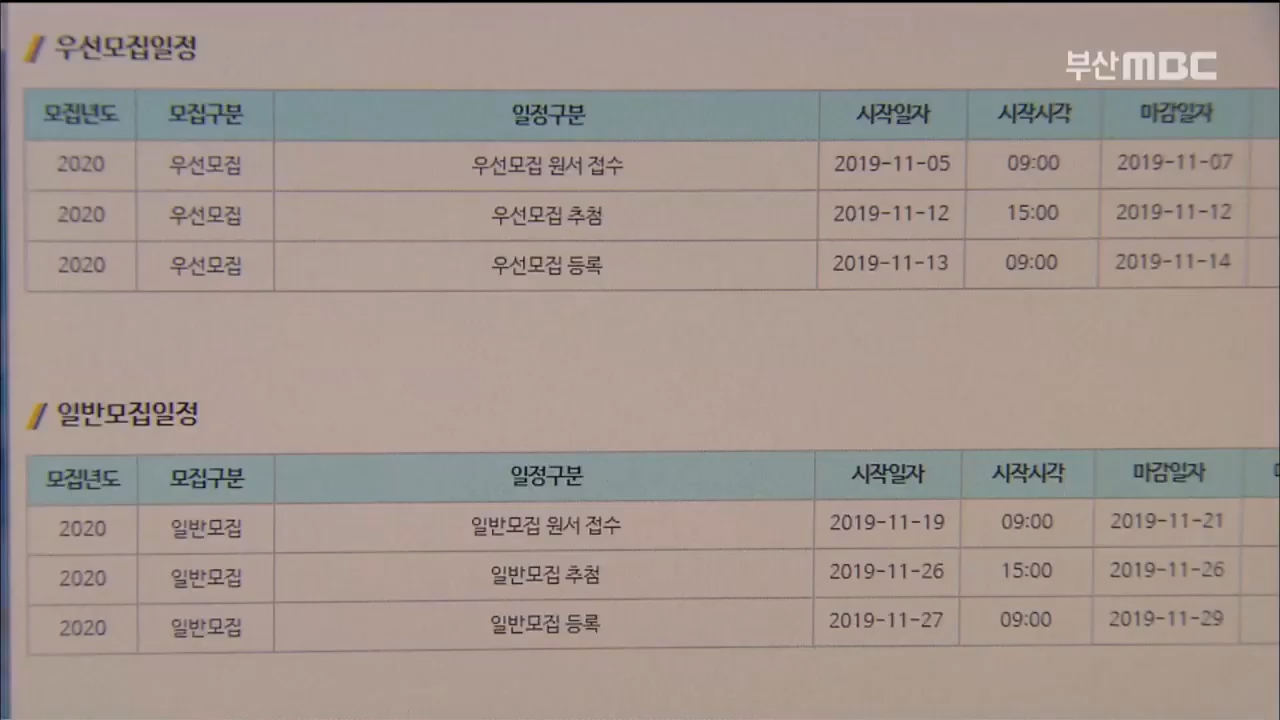 우선모집일정
부산MBC
모집년도 모집구분 일정구분 시작일자 시작시각 마감일자
2020 우선모집 우선모집 원서 접수 2019-11-05 09:00 2019-11-07
2020 우선모집 우선모집 추첨 2019-11-12 15:00 2019-11-12
2020 우선모집 우선모집 등록 2019-11-13 09:00 2019-11-14
일반모집일정
모집년도 모집구분 일정구분 시작일자 시작시각 마감일자
2020 일반모집 일반모집 원서 접수 2019-11-19 09:00 2019-11-21
2020 일반모집 일반모집 추첨 2019-11-26 15:00 2019-11-26
2020 일반모집 일반모집 등록 2019-11-27 09:00 2019-11-29